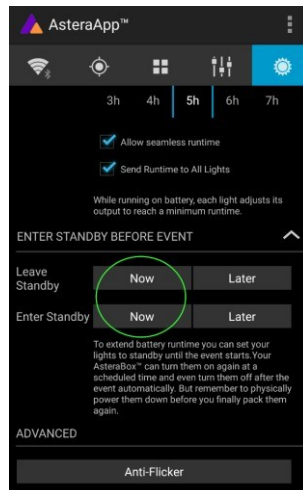 AsteraApp™
3h 4h 5h 6h 7h
Allow seamless runtime
Send Runtime to All Lights
While running on battery, each light adjusts its
output to reach a minimum runtime.
ENTER STANDBY BEFORE EVENT
Leave
Standby
Now
Later
Enter Standby
Now
Later
To extend battery runtime you can set your
lights to standby until the event starts.Your
AsteraBox™ can turn them on again at a
scheduled time and even turn them off after the
event automatically. But remember to physically
power them down before you finally pack them
again.
ADVANCED
Anti-Flicker